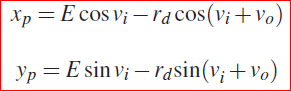 x_p = E cos v_i − r_d cos(v_i + v_o)
y_p = E sin v_i − r_d sin(v_i + v_o)